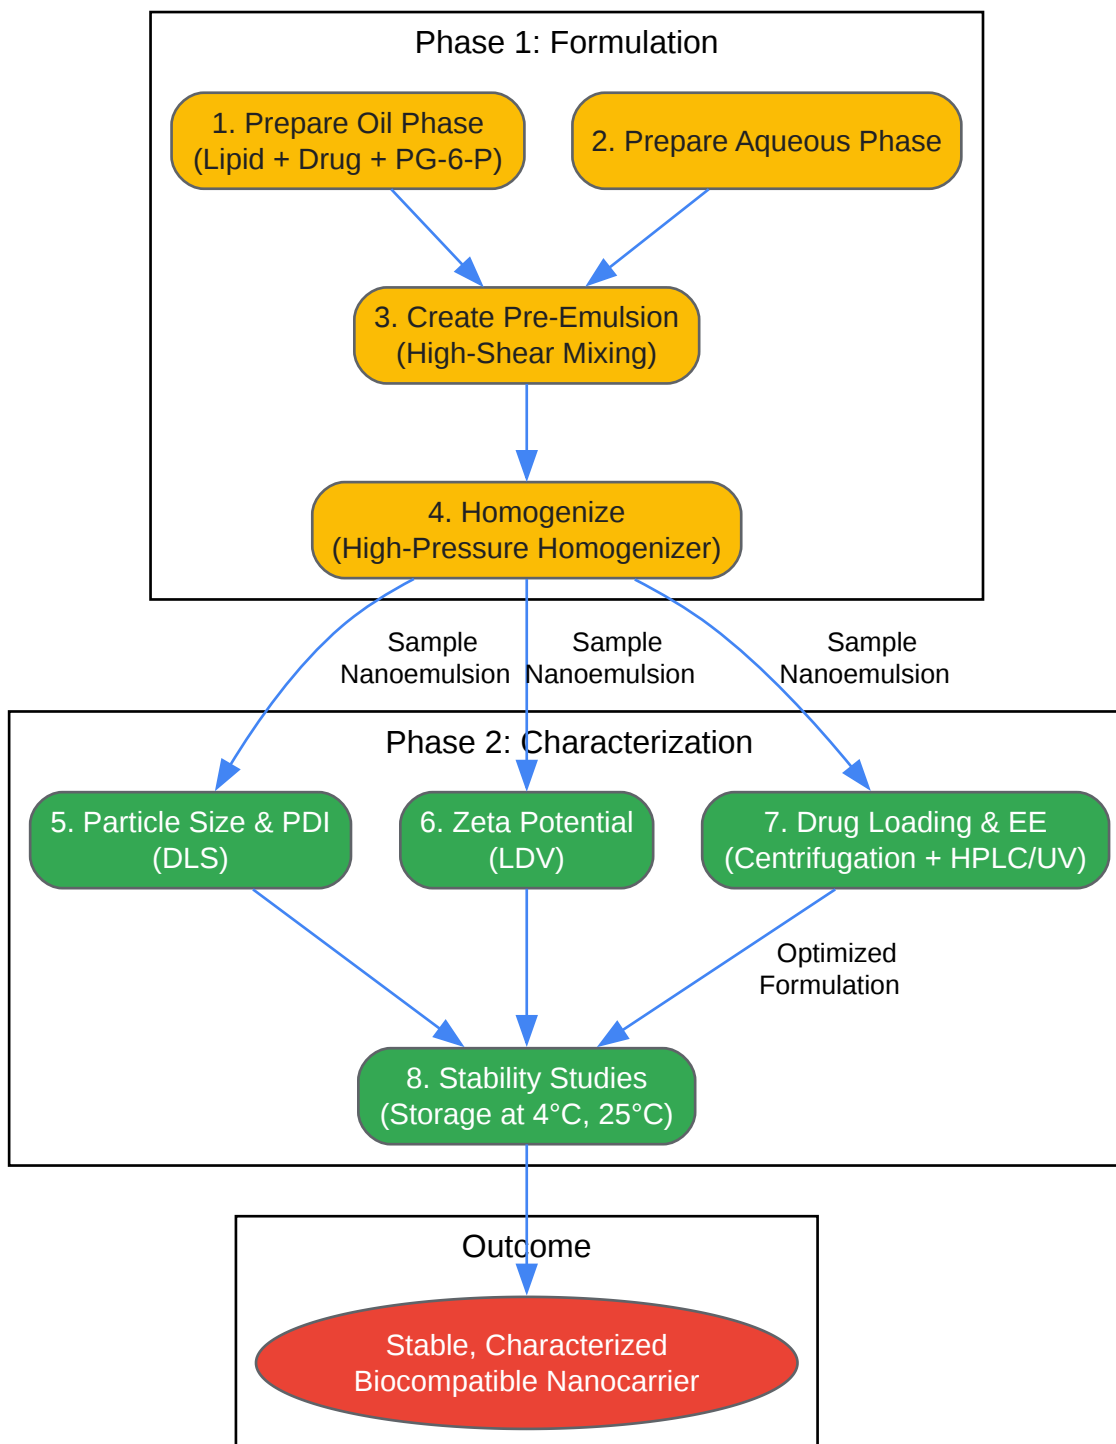 Phase 1: Formulation
1. Prepare Oil Phase
(Lipid + Drug + PG-6-P)
2. Prepare Aqueous Phase
3. Create Pre-Emulsion
(High-Shear Mixing)
4. Homogenize
(High-Pressure Homogenizer)
Sample
Nanoemulsion
Sample
Nanoemulsion
Sample
Nanoemulsion
Phase 2: Characterization
5. Particle Size & PDI
(DLS)
6. Zeta Potential
(LDV)
7. Drug Loading & EE
(Centrifugation + HPLC/UV)
Optimized
Formulation
8. Stability Studies
(Storage at 4°C, 25°C)
Outcome
Stable, Characterized
Biocompatible Nanocarrier